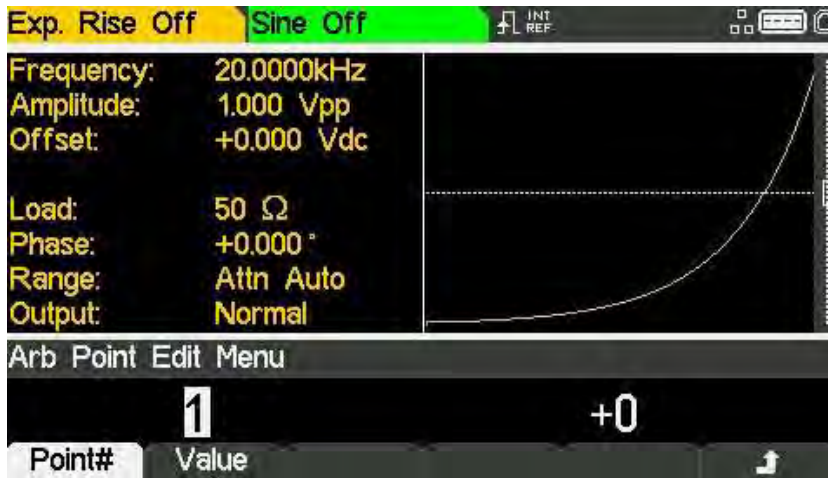 Exp. Rise Off Sine Off INT REF
Frequency: 20.0000kHz
Amplitude: 1.000 Vpp
Offset: +0.000 Vdc
Load: 50 Ω
Phase: +0.000 °
Range: Attn Auto
Output: Normal
Arb Point Edit Menu
1 +0
Point# Value